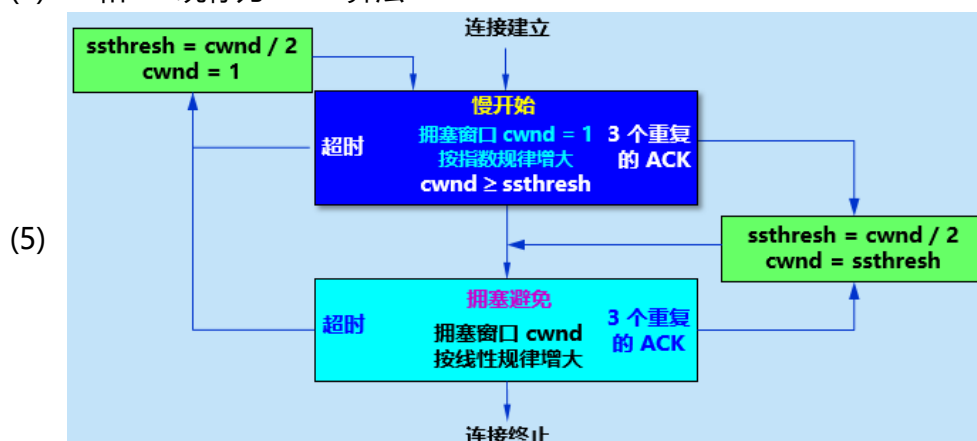 连接建立
ssthresh = cwnd / 2
cwnd = 1
慢开始
超时
拥塞窗口 cwnd = 1
按指数规律增大
cwnd ≥ ssthresh
3 个重复
的 ACK
(5)
ssthresh = cwnd / 2
cwnd = ssthresh
拥塞避免
超时
拥塞窗口 cwnd
按线性规律增大
3 个重复
的 ACK
连接终止